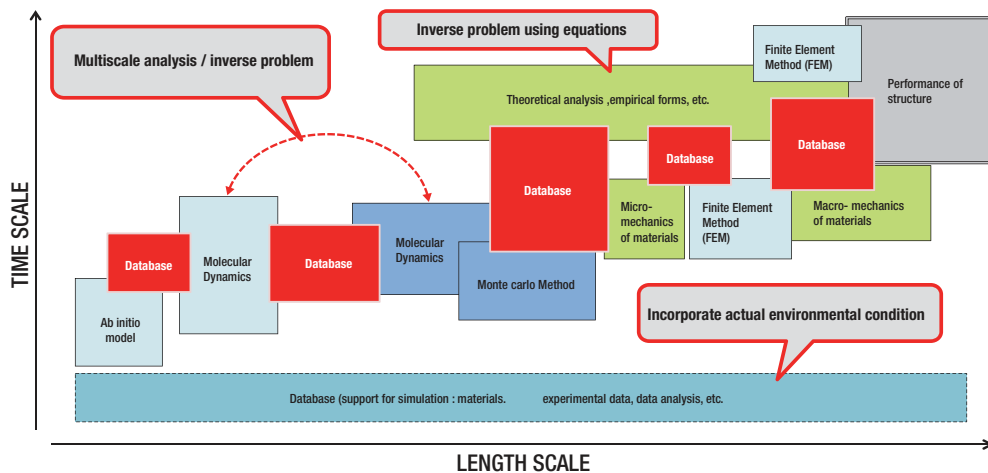 Inverse problem using equations
Multiscale analysis / inverse problem
Finite Element
Method (FEM)
Performance of
structure
Theoretical analysis ,empirical forms, etc.
Database
Database
Database
Micro-
mechanics
of materials
Finite Element
Method
(FEM)
Macro- mechanics
of materials
Molecular
Dynamics
Database
Database
Molecular
Dynamics
Monte carlo Method
Ab initio
model
Incorporate actual environmental condition
Database (support for simulation : materials. experimental data, data analysis, etc.
TIME SCALE
LENGTH SCALE